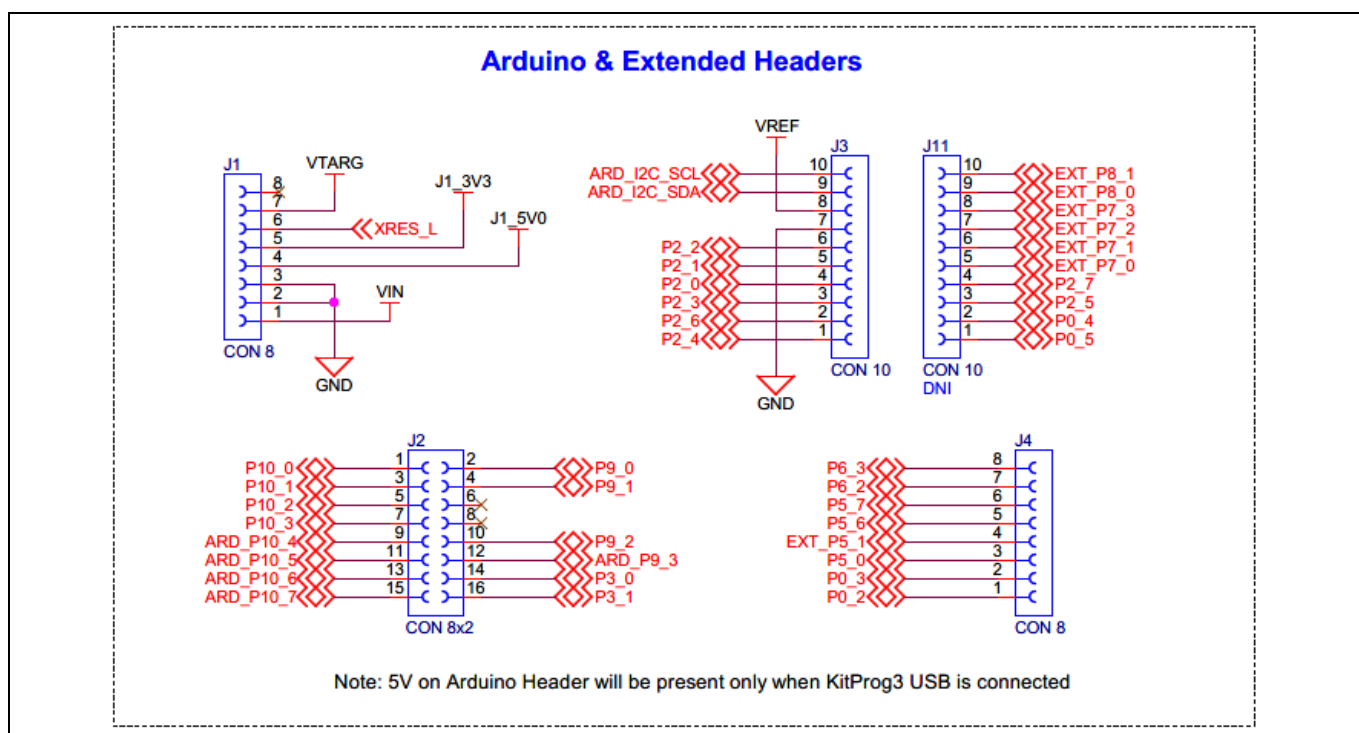 Arduino & Extended Headers
J1
VTARG
J1_3V3
J1_5V0
VIN
XRES_L
8
7
6
5
4
3
2
1
CON 8
GND
VREF
J3
ARD_I2C_SCL 10
ARD_I2C_SDA 9
8
7
P2_2 6
P2_1 5
P2_0 4
P2_3 3
P2_6 2
P2_4 1
CON 10
GND
J11
10 EXT_P8_1
9 EXT_P8_0
8 EXT_P7_3
7 EXT_P7_2
6 EXT_P7_1
5 EXT_P7_0
4 P2_7
3 P2_5
2 P0_4
1 P0_5
CON 10
DNI
J2
P10_0 1 2 P9_0
P10_1 3 4 P9_1
P10_2 5 6
P10_3 7 8
ARD_P10_4 9 10 P9_2
ARD_P10_5 11 12 ARD_P9_3
ARD_P10_6 13 14 P3_0
ARD_P10_7 15 16 P3_1
CON 8x2
J4
P6_3 8
P6_2 7
P5_7 6
P5_6 5
EXT_P5_1 4
P5_0 3
P0_3 2
P0_2 1
CON 8
Note: 5V on Arduino Header will be present only when KitProg3 USB is connected